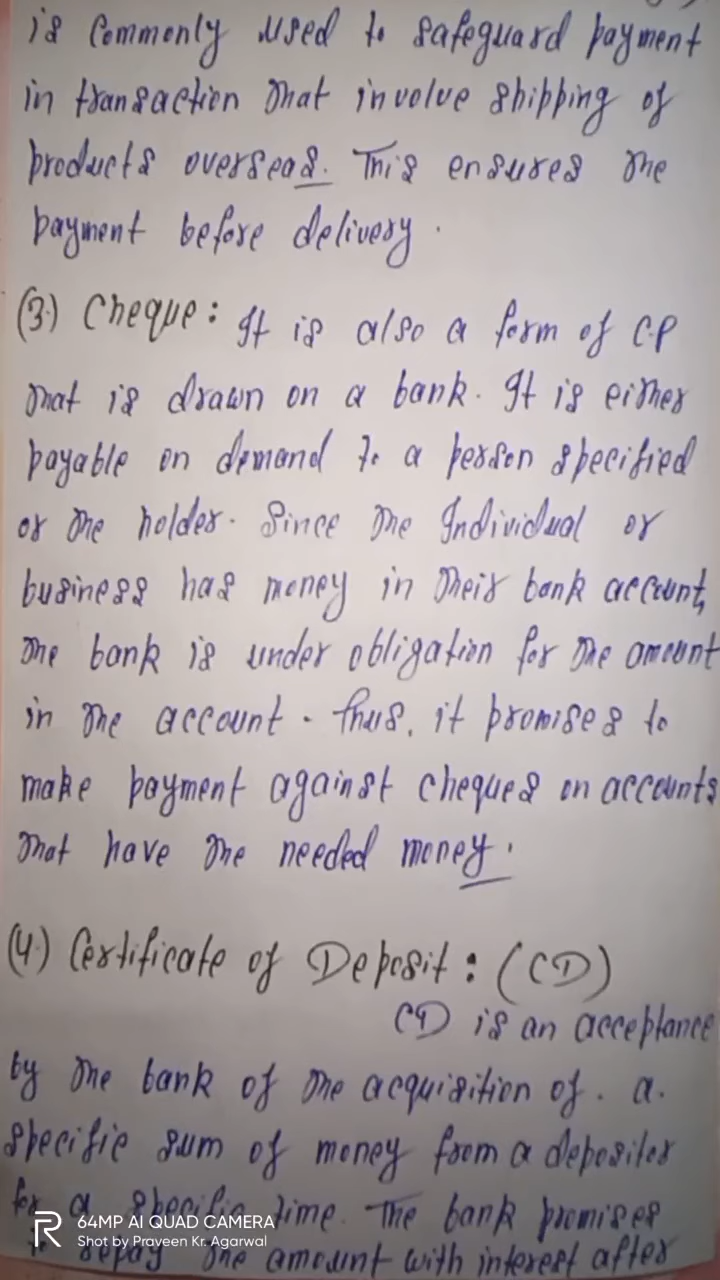 is commonly used to safeguard payment
in transaction that involve shipping of
products overseas. This ensures the
payment before delivery.
(3) Cheque: It is also a form of C.P
that is drawn on a bank. It is either
payable on demand to a person specified
or the holder. Since the Individual or
business has money in their bank account,
the bank is under obligation for the amount
in the account. Thus, it promises to
make payment against cheques on accounts
that have the needed money.
(4.) Certificate of Deposit: (CD)
CD is an acceptance
by the bank of the acquisition of. a.
specific sum of money from a depositor
for a specific time. The bank promises
to repay the amount with interest after
64MP AI QUAD CAMERA
Shot by Praveen Kr. Agarwal